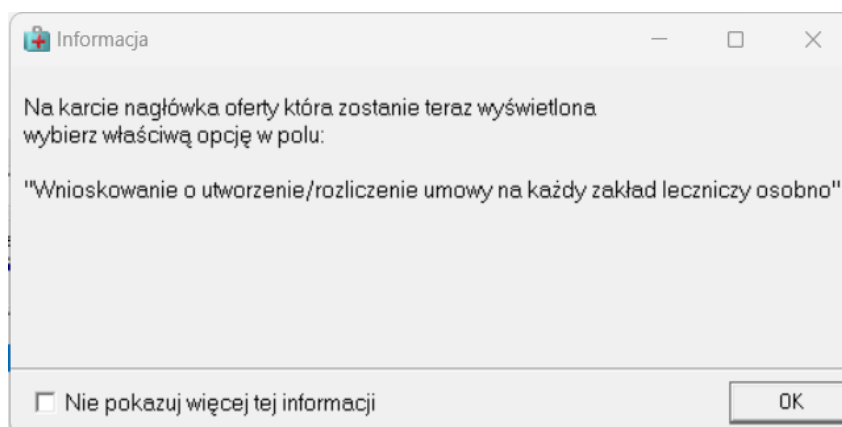 Informacja
Na karcie nagłówka oferty która zostanie teraz wyświetlona
wybierz właściwą opcję w polu:
"Wnioskowanie o utworzenie/rozliczenie umowy na każdy zakład leczniczy osobno"
Nie pokazuj więcej tej informacji
OK